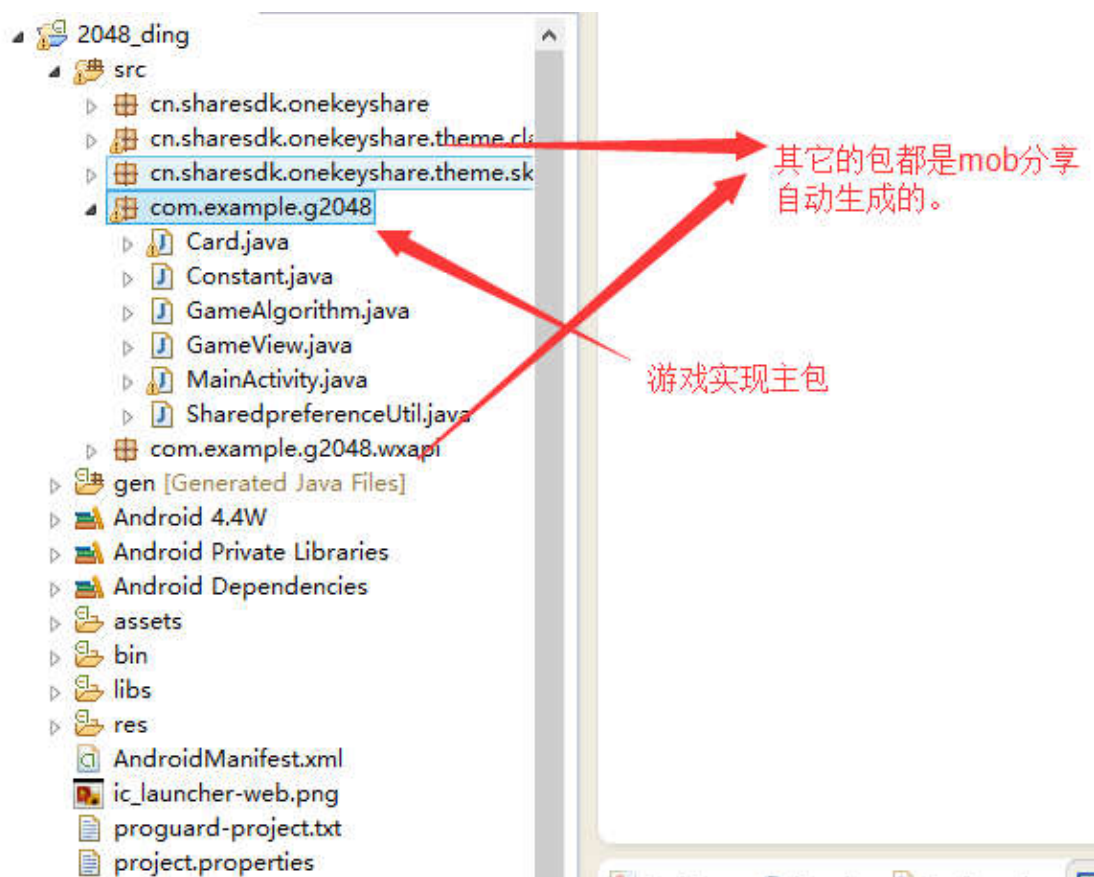 2048_ding
src
cn.sharesdk.onekeyshare
cn.sharesdk.onekeyshare.theme.cla
cn.sharesdk.onekeyshare.theme.sk
com.example.g2048
Card.java
Constant.java
GameAlgorithm.java
GameView.java
MainActivity.java
SharedpreferenceUtil.java
com.example.g2048.wxapi
gen [Generated Java Files]
Android 4.4W
Android Private Libraries
Android Dependencies
assets
bin
libs
res
AndroidManifest.xml
ic_launcher-web.png
proguard-project.txt
project.properties
其它的包都是mob分享
自动生成的。
游戏实现主包